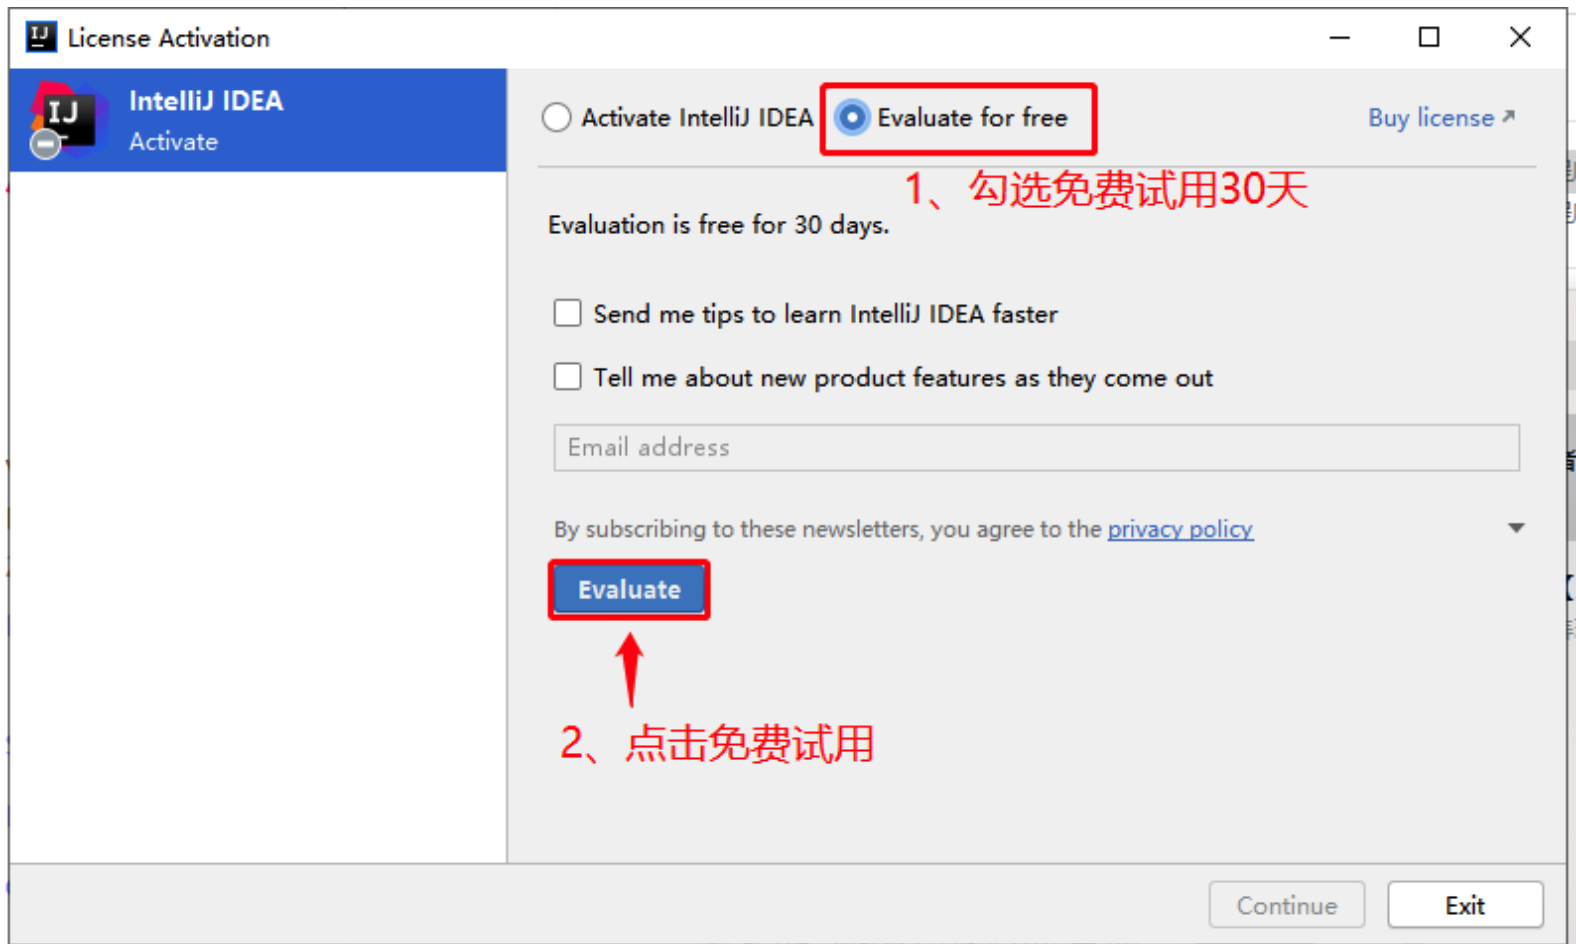 License Activation
IntelliJ IDEA
Activate
Activate IntelliJ IDEA
Evaluate for free
Buy license
1、勾选免费试用30天
Evaluation is free for 30 days.
Send me tips to learn IntelliJ IDEA faster
Tell me about new product features as they come out
Email address
By subscribing to these newsletters, you agree to the privacy policy
Evaluate
2、点击免费试用
Continue
Exit